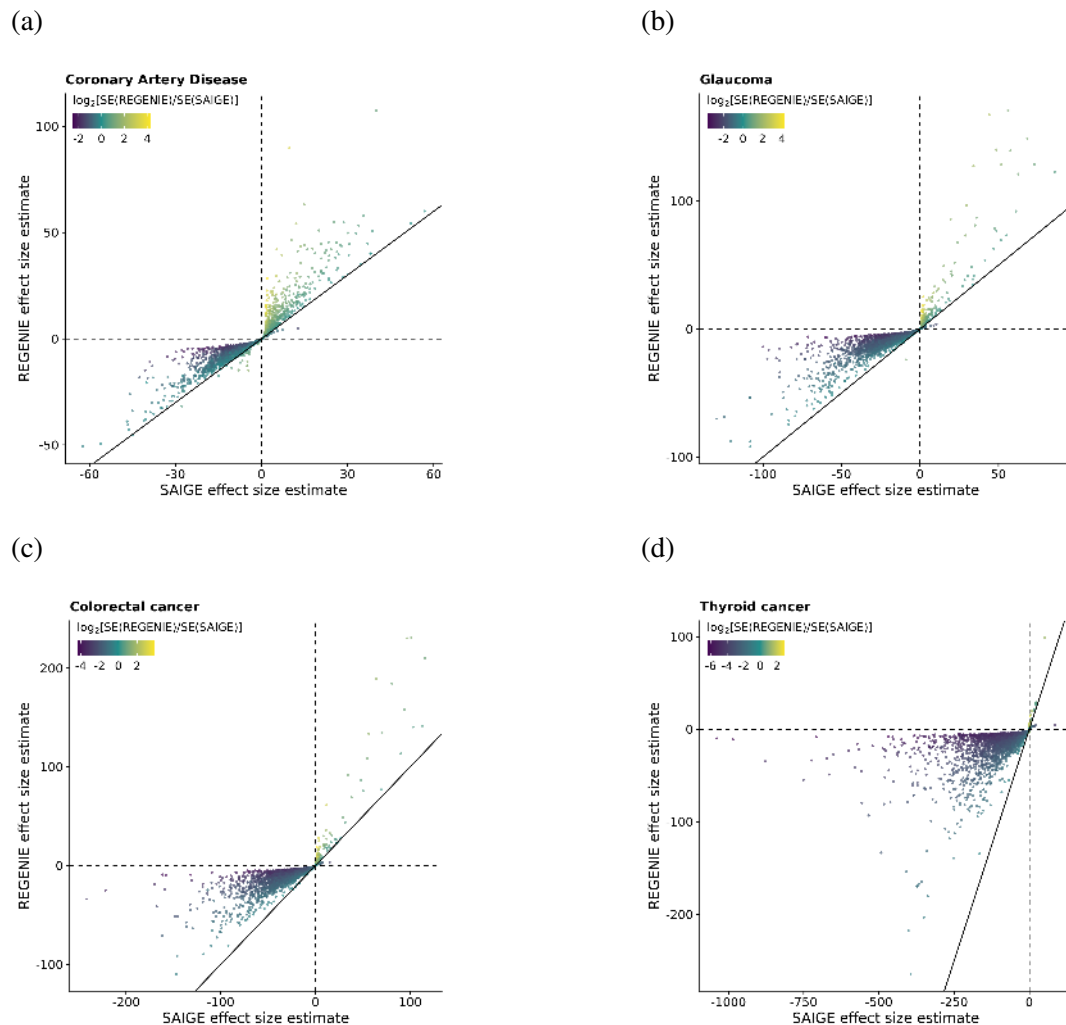 (a)
Coronary Artery Disease
log2[SE(REGENIE)/SE(SAIGE)]
-2 0 2 4
100
50
0
-50
REGENIE effect size estimate
-60 -30 0 30 60
SAIGE effect size estimate
(b)
Glaucoma
log2[SE(REGENIE)/SE(SAIGE)]
-2 0 2 4
100
0
-100
REGENIE effect size estimate
-100 -50 0 50
SAIGE effect size estimate
(c)
Colorectal cancer
log2[SE(REGENIE)/SE(SAIGE)]
-4 -2 0 2
200
100
0
-100
REGENIE effect size estimate
-200 -100 0 100
SAIGE effect size estimate
(d)
Thyroid cancer
log2[SE(REGENIE)/SE(SAIGE)]
-6 -4 -2 0 2
100
0
100
-200
REGENIE effect size estimate
-1000 -750 -500 -250 0
SAIGE effect size estimate